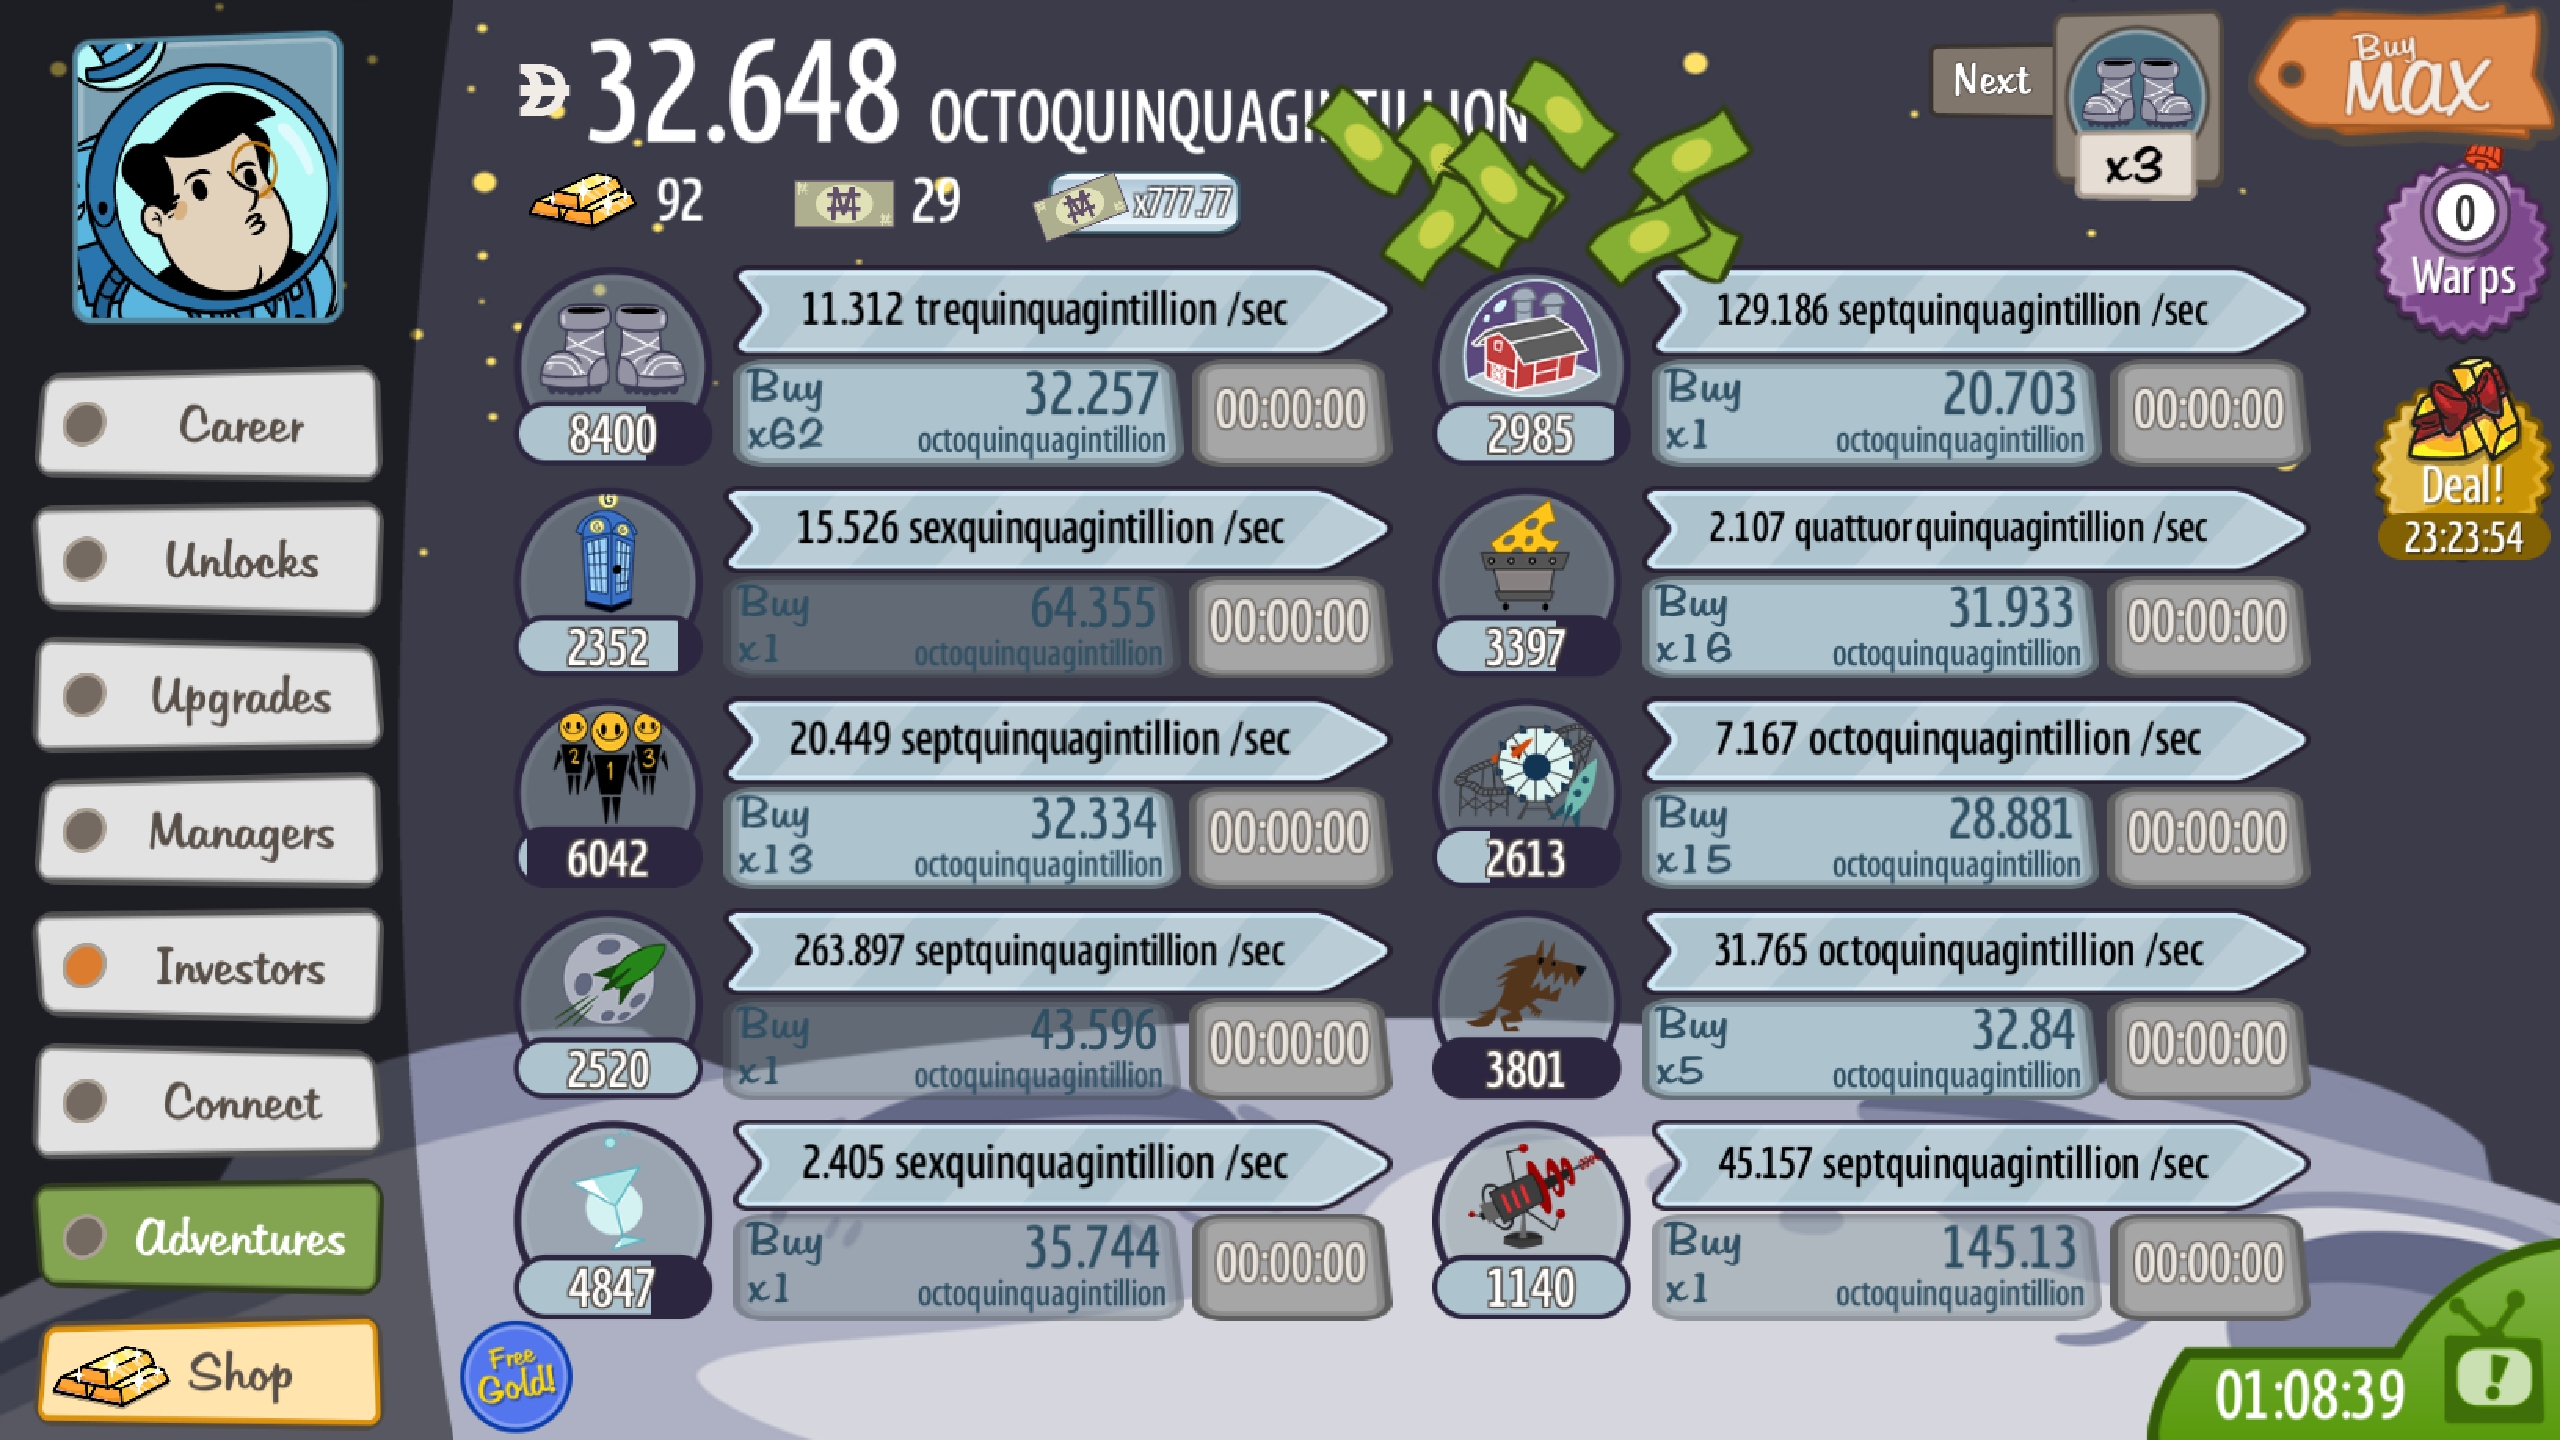 32.648 OCTOQUINQUAGINTILLION
92
29
x777.77
Next
x3
Buy
MAX
0
Warps
Deal!
23:23:54
Career
Unlocks
Upgrades
Managers
Investors
Connect
Adventures
Shop
11.312 trequinquagintillion /sec
8400
Buy
x62
32.257
octoquinquagintillion
00:00:00
129.186 septquinquagintillion /sec
2985
Buy
x1
20.703
octoquinquagintillion
00:00:00
G
15.526 sexquinquagintillion /sec
2352
Buy
x1
64.355
octoquinquagintillion
00:00:00
2.107 quattuorquinquagintillion /sec
3397
Buy
x16
31.933
octoquinquagintillion
00:00:00
2
1
3
20.449 septquinquagintillion /sec
6042
Buy
x13
32.334
octoquinquagintillion
00:00:00
7.167 octoquinquagintillion /sec
2613
Buy
x15
28.881
octoquinquagintillion
00:00:00
263.897 septquinquagintillion /sec
2520
Buy
x1
43.596
octoquinquagintillion
00:00:00
31.765 octoquinquagintillion /sec
3801
Buy
x5
32.84
octoquinquagintillion
00:00:00
2.405 sexquinquagintillion /sec
4847
Buy
x1
35.744
octoquinquagintillion
00:00:00
45.157 septquinquagintillion /sec
1140
Buy
x1
145.13
octoquinquagintillion
00:00:00
Free
Gold!
01:08:39
!